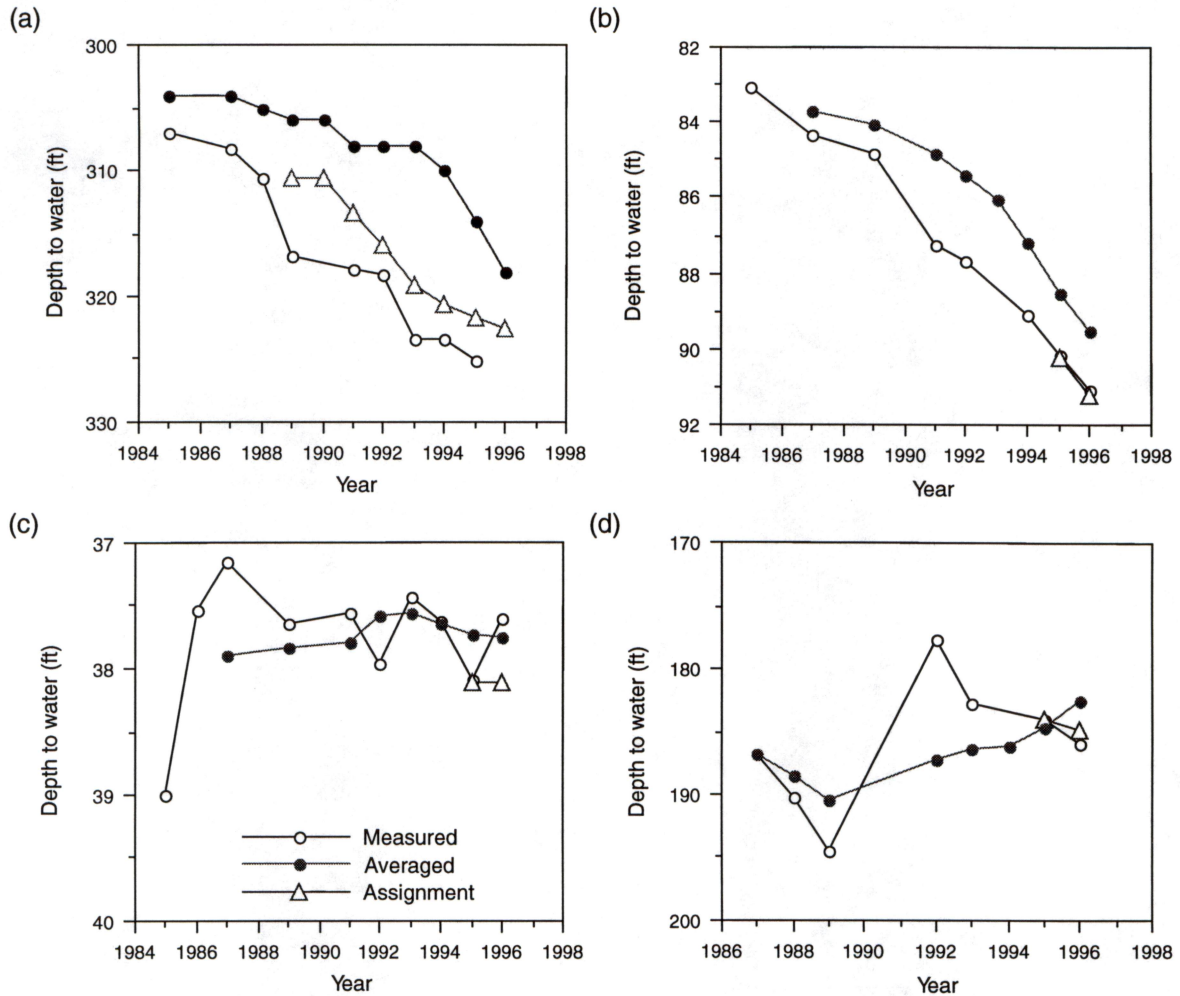 (a)
300
310
320
330
Depth to water (ft)
1984 1986 1988 1990 1992 1994 1996 1998
Year
(b)
82
84
86
88
90
92
Depth to water (ft)
1984 1986 1988 1990 1992 1994 1996 1998
Year
(c)
37
38
39
40
Depth to water (ft)
Measured
Averaged
Assignment
1984 1986 1988 1990 1992 1994 1996 1998
Year
(d)
170
180
190
200
Depth to water (ft)
1986 1988 1990 1992 1994 1996 1998
Year